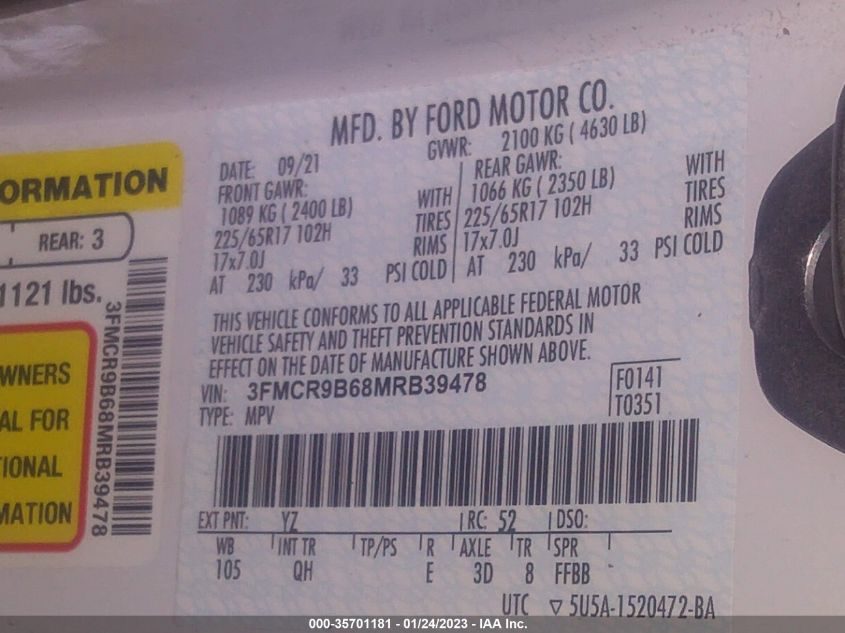 ORMATION
REAR: 3
1121 lbs.
3FMCR9B68MRB39478
WNERS
AL FOR
TIONAL
MATION
MFD. BY FORD MOTOR CO.
DATE: 09/21 GVWR: 2100 KG ( 4630 LB)
FRONT GAWR: REAR GAWR:
1089 KG ( 2400 LB) WITH 1066 KG ( 2350 LB) WITH
225/65R17 102H TIRES 225/65R17 102H TIRES
17x7.0J RIMS 17x7.0J RIMS
AT 230 kPa/ 33 PSI COLD AT 230 kPa/ 33 PSI COLD
THIS VEHICLE CONFORMS TO ALL APPLICABLE FEDERAL MOTOR
VEHICLE SAFETY AND THEFT PREVENTION STANDARDS IN
EFFECT ON THE DATE OF MANUFACTURE SHOWN ABOVE.
VIN: 3FMCR9B68MRB39478 F0141
TYPE: MPV T0351
EXT PNT: YZ RC: 52 DSO:
WB INT TR TP/PS R AXLE TR SPR
105 QH E 3D 8 FFBB
UTC ▽ 5U5A-1520472-BA
000-35701181 - 01/24/2023 - IAA Inc.